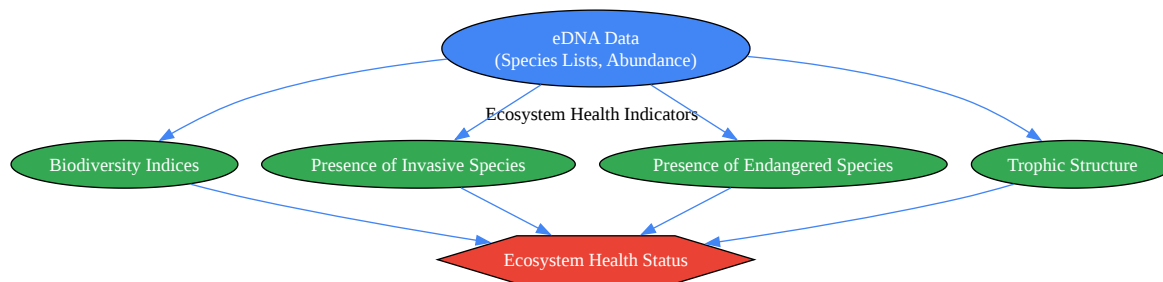 eDNA Data
(Species Lists, Abundance)
Ecosystem Health Indicators
Biodiversity Indices
Presence of Invasive Species
Presence of Endangered Species
Trophic Structure
Ecosystem Health Status